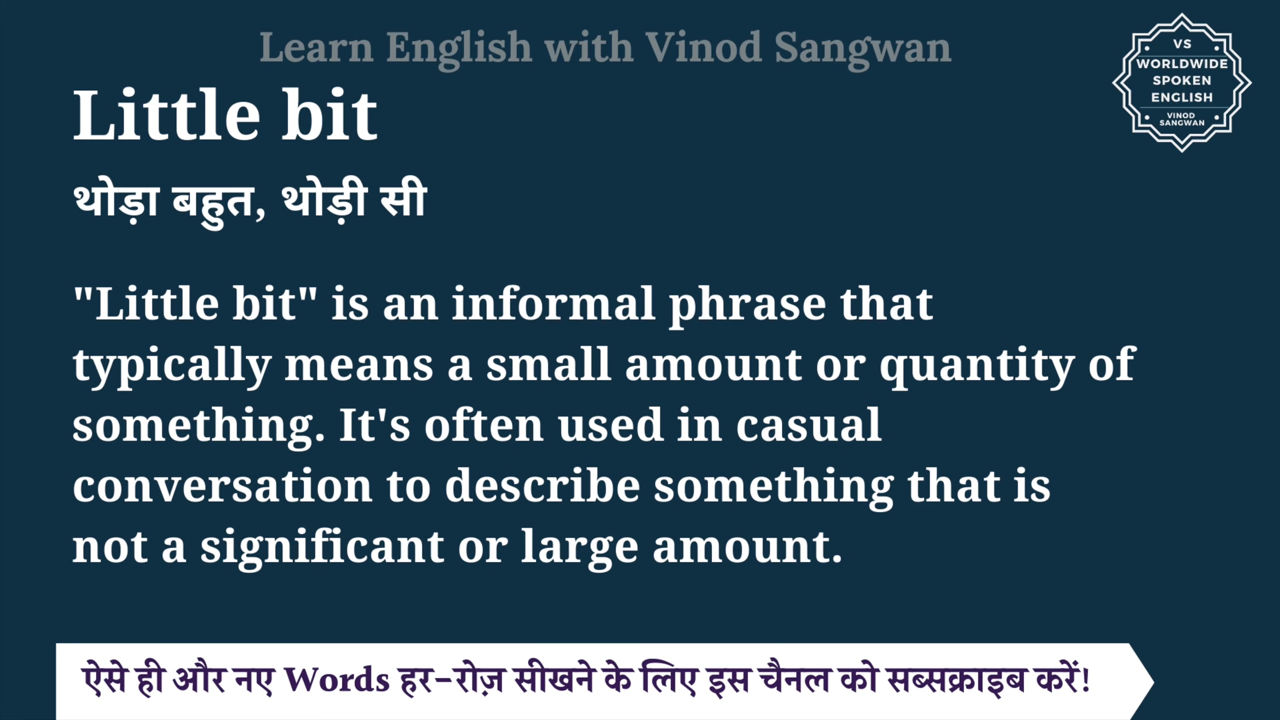 Learn English with Vinod Sangwan
VS
WORLDWIDE
SPOKEN
ENGLISH
VINOD
SANGWAN
Little bit
थोड़ा बहुत, थोड़ी सी
"Little bit" is an informal phrase that
typically means a small amount or quantity of
something. It's often used in casual
conversation to describe something that is
not a significant or large amount.
ऐसे ही और नए Words हर-रोज़ सीखने के लिए इस चैनल को सब्सक्राइब करें!